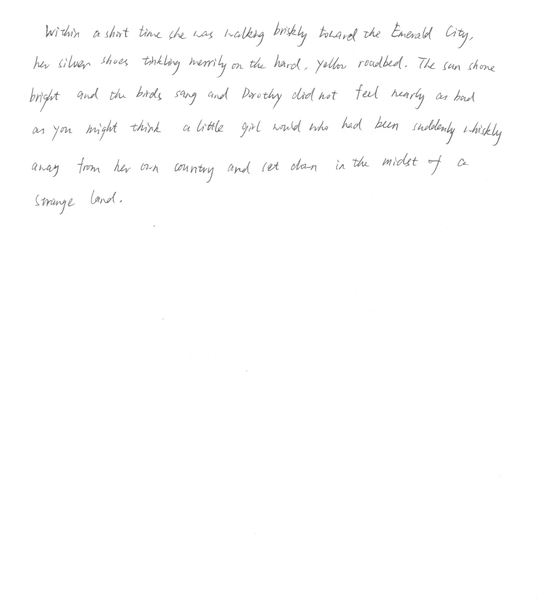 Within a short time she was walking briskly toward the Emerald City,
her silver shoes tinkling merrily on the hard, yellow roadbed. The sun shone
bright and the birds sang and Dorothy did not feel nearly as bad
as you might think a little girl would who had been suddenly whiskly
away from her own country and set down in the midst of a
strange land.